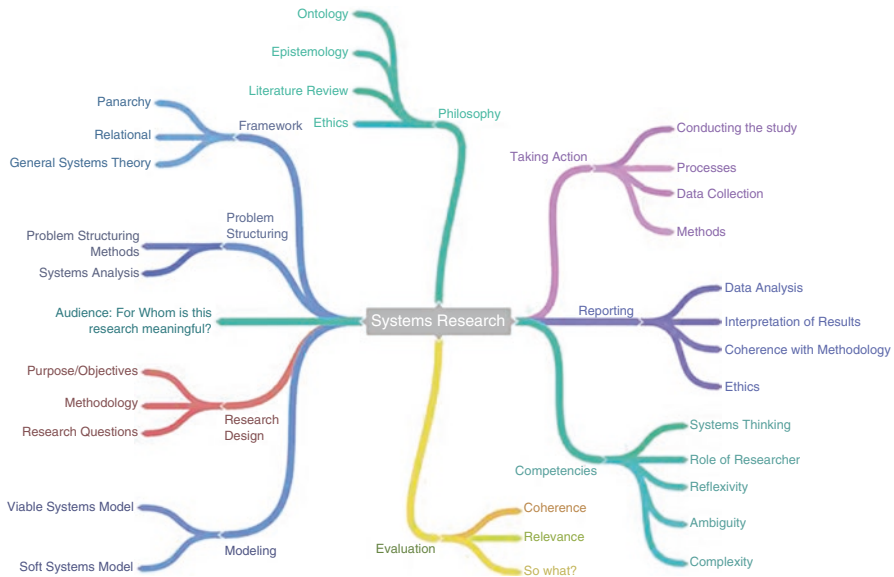 Ontology
Epistemology
Literature Review
Ethics
Philosophy
Panarchy
Relational
General Systems Theory
Framework
Problem Structuring
Methods
Systems Analysis
Problem
Structuring
Audience: For Whom is this
research meaningful?
Purpose/Objectives
Methodology
Research Questions
Research
Design
Viable Systems Model
Soft Systems Model
Modeling
Systems Research
Taking Action
Conducting the study
Processes
Data Collection
Methods
Reporting
Data Analysis
Interpretation of Results
Coherence with Methodology
Ethics
Competencies
Systems Thinking
Role of Researcher
Reflexivity
Ambiguity
Complexity
Evaluation
Coherence
Relevance
So what?